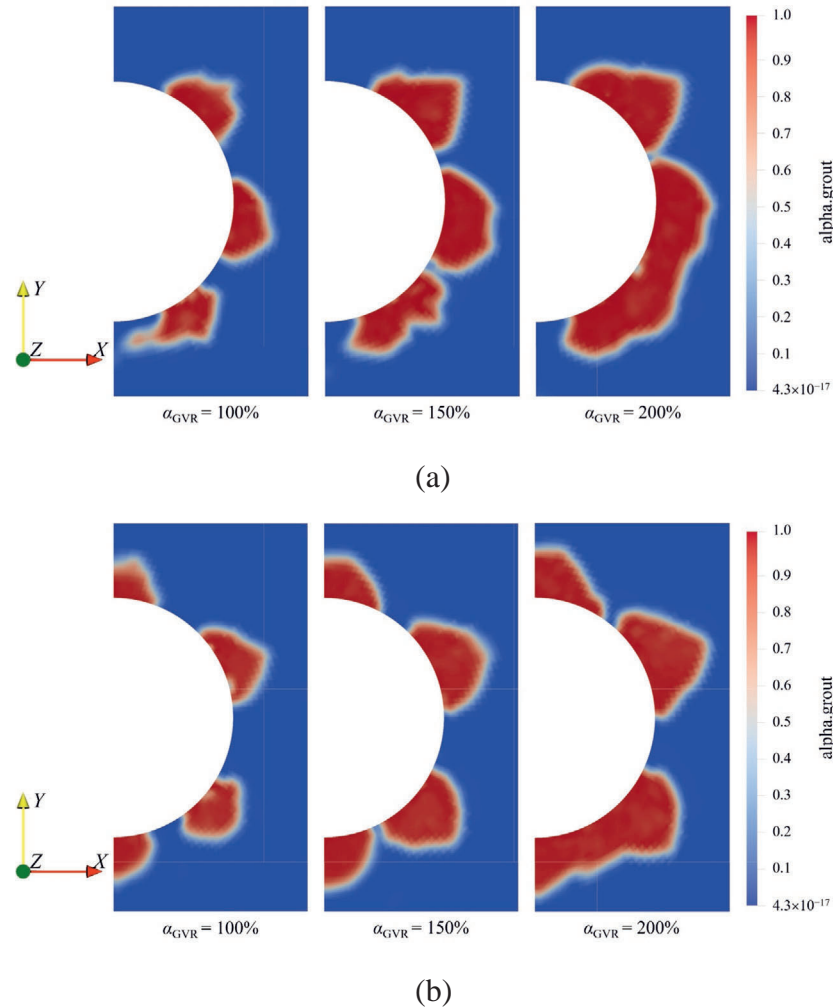 1.0
0.9
0.8
0.7
0.6
0.5
0.4
0.3
0.2
0.1
4.3×10⁻¹⁷
alpha.grout
Y
Z X
α_GVR = 100% α_GVR = 150% α_GVR = 200%
(a)
1.0
0.9
0.8
0.7
0.6
0.5
0.4
0.3
0.2
0.1
4.3×10⁻¹⁷
alpha.grout
Y
Z X
α_GVR = 100% α_GVR = 150% α_GVR = 200%
(b)